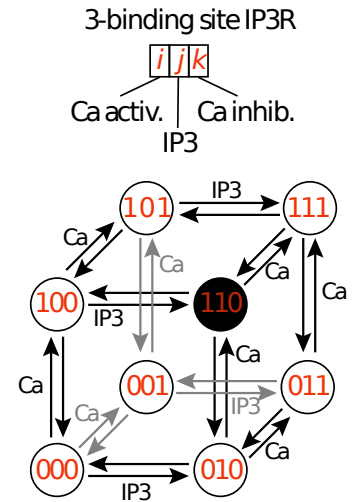 3-binding site IP3R
i j k
Ca activ. Ca inhib.
IP3
101 IP3 111
Ca Ca Ca
100 110 Ca
IP3
Ca Ca
001 011
Ca IP3 Ca
000 010
IP3